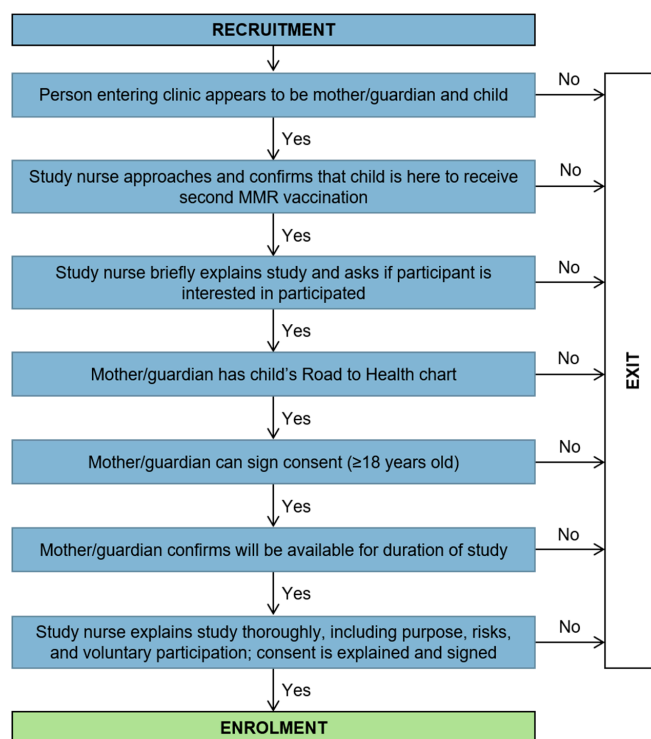 RECRUITMENT
Person entering clinic appears to be mother/guardian and child
No
Yes
Study nurse approaches and confirms that child is here to receive
second MMR vaccination
No
Yes
Study nurse briefly explains study and asks if participant is
interested in participated
No
Yes
Mother/guardian has child's Road to Health chart
No
Yes
Mother/guardian can sign consent (≥18 years old)
No
Yes
Mother/guardian confirms will be available for duration of study
No
Yes
Study nurse explains study thoroughly, including purpose, risks,
and voluntary participation; consent is explained and signed
No
Yes
EXIT
ENROLMENT